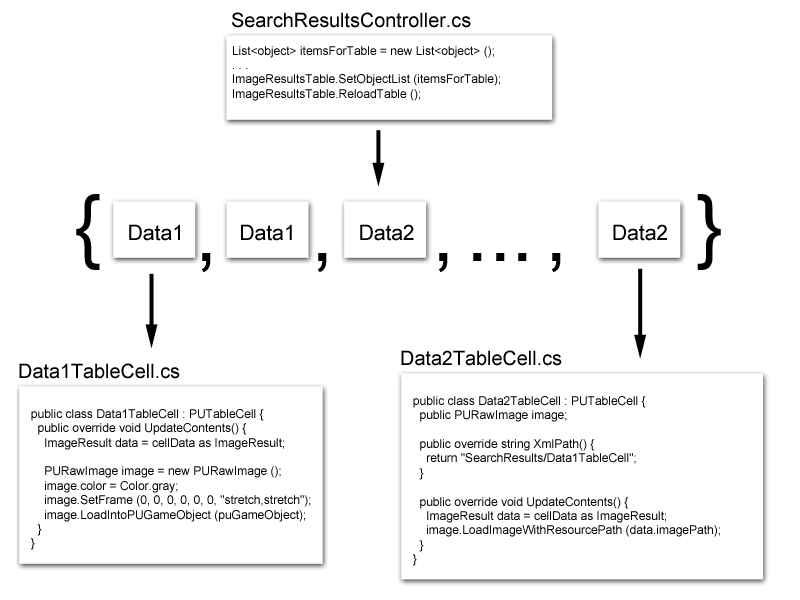 SearchResultsController.cs
List<object> itemsForTable = new List<object> ();
. . .
ImageResultsTable.SetObjectList (itemsForTable);
ImageResultsTable.ReloadTable ();
{ Data1 , Data1 , Data2 , ... , Data2 }
Data1TableCell.cs
public class Data1TableCell : PUTableCell {
public override void UpdateContents() {
ImageResult data = cellData as ImageResult;
PURawImage image = new PURawImage ();
image.color = Color.gray;
image.SetFrame (0, 0, 0, 0, 0, 0, "stretch,stretch");
image.LoadIntoPUGameObject (puGameObject);
}
}
Data2TableCell.cs
public class Data2TableCell : PUTableCell {
public PURawImage image;
public override string XmlPath() {
return "SearchResults/Data1TableCell";
}
public override void UpdateContents() {
ImageResult data = cellData as ImageResult;
image.LoadImageWithResourcePath (data.imagePath);
}
}